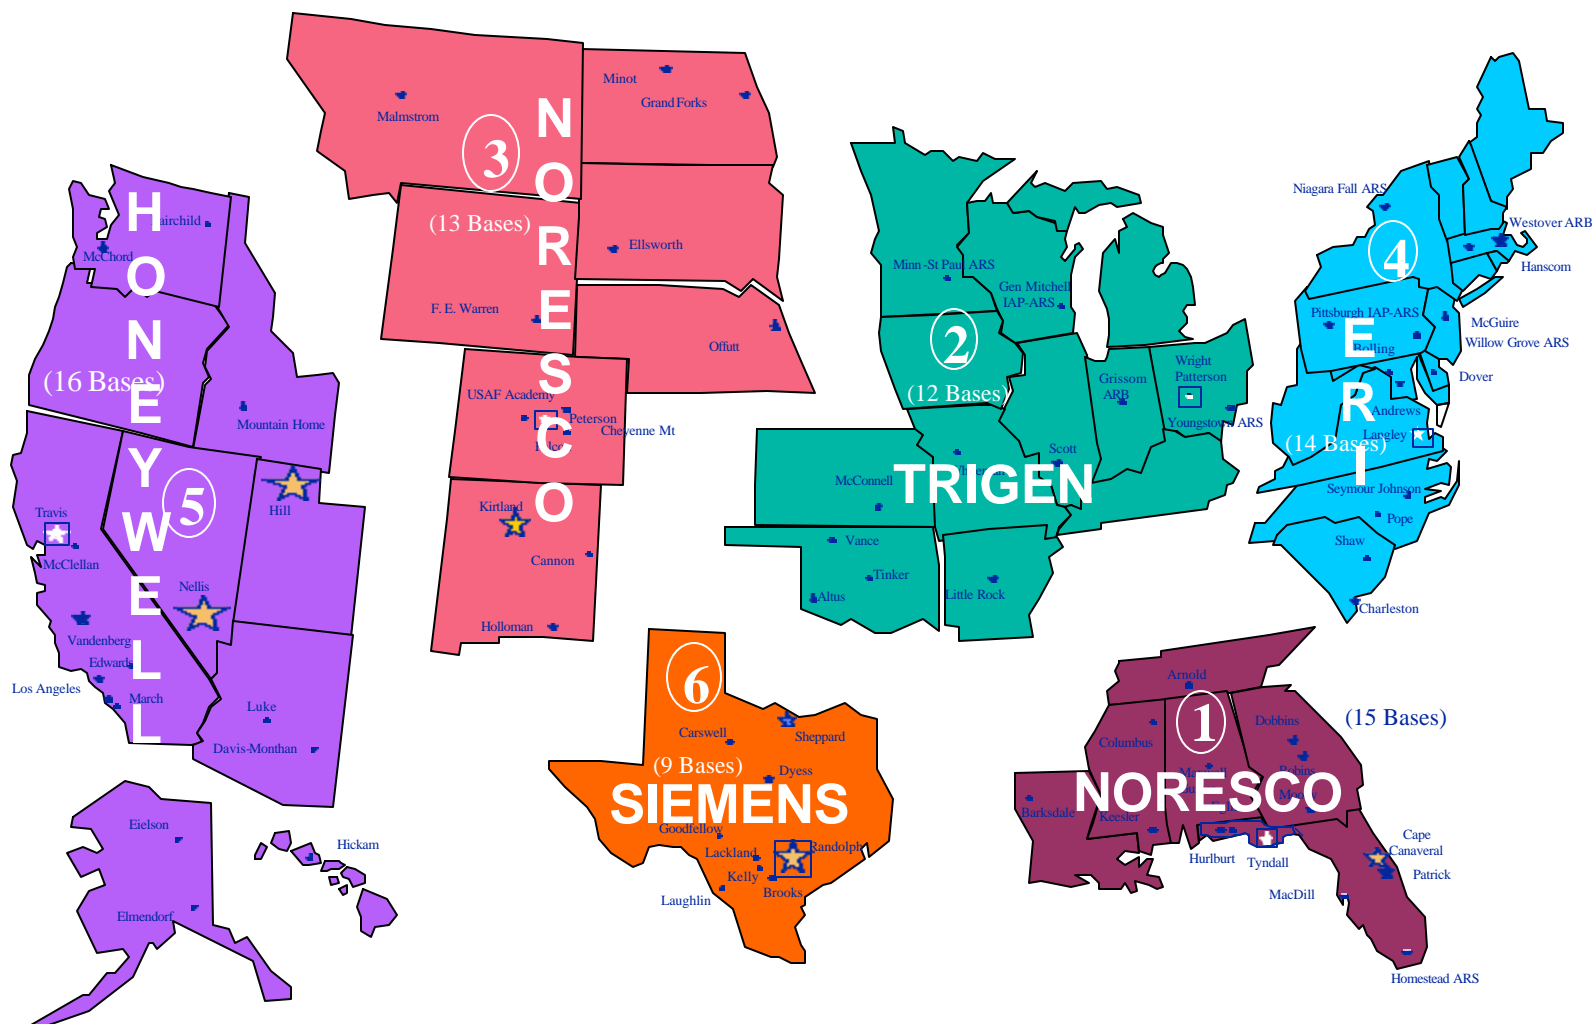 HONEYWELL
5
(16 Bases)
Fairchild
McChord
Mountain Home
Hill
Travis
McClellan
Nellis
Vandenberg
Edwards
Los Angeles
March
Luke
Davis-Monthan
Eielson
Elmendorf
Hickam
NORESCO
3
(13 Bases)
Malmstrom
Minot
Grand Forks
Ellsworth
F. E. Warren
Offutt
USAF Academy
Peterson
Cheyenne Mt
Kirtland
Cannon
Holloman
TRIGEN
2
(12 Bases)
Minn-St Paul ARS
Gen Mitchell
IAP-ARS
Grissom
ARB
Wright
Patterson
Youngstown ARS
Scott
McConnell
Vance
Tinker
Altus
Little Rock
ERI
4
(14 Bases)
Niagara Fall ARS
Westover ARB
Hanscom
Pittsburgh IAP-ARS
McGuire
Willow Grove ARS
Bolling
Dover
Andrews
Langley
Seymour Johnson
Pope
Shaw
Charleston
SIEMENS
6
(9 Bases)
Carswell
Sheppard
Dyess
Goodfellow
Lackland
Randolph
Kelly
Brooks
Laughlin
NORESCO
1
(15 Bases)
Arnold
Columbus
Dobbins
Robins
Moody
Barksdale
Keesler
Hurlburt
Tyndall
Cape
Canaveral
Patrick
MacDill
Homestead ARS